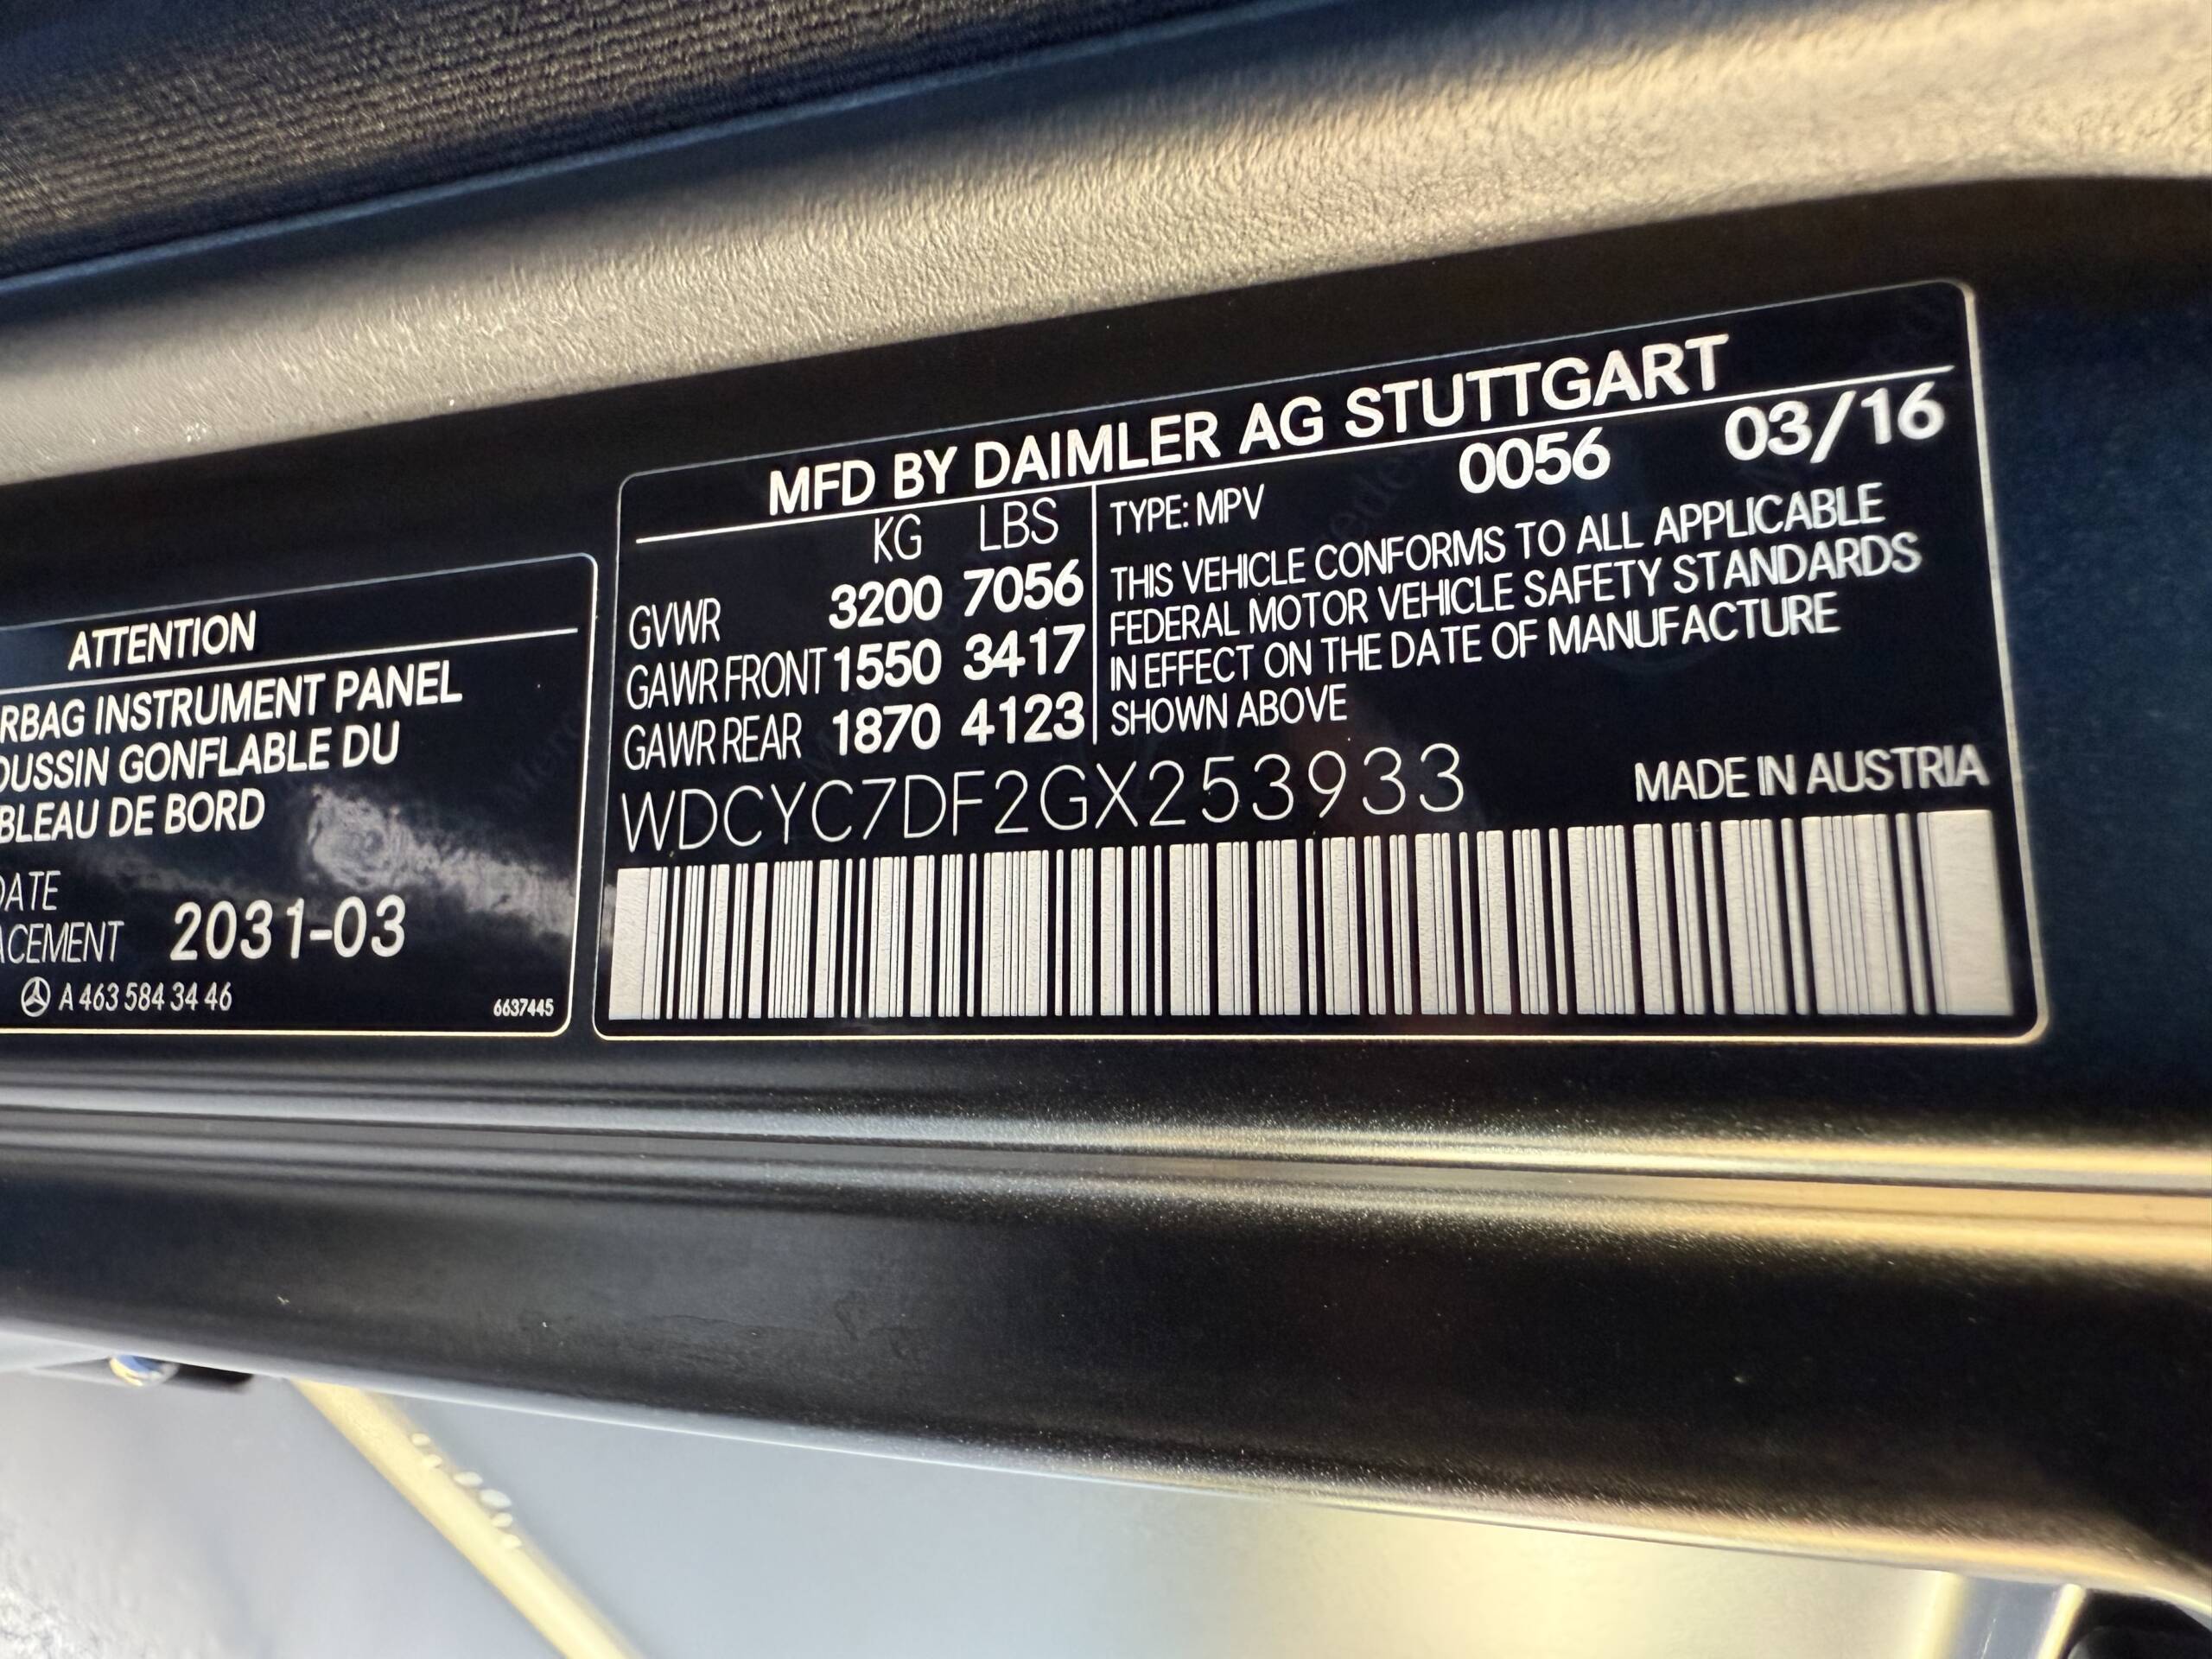 ATTENTION
RBAG INSTRUMENT PANEL
OUSSIN GONFLABLE DU
BLEAU DE BORD
DATE
ACEMENT 2031-03
A 463 584 34 46
6637445
MFD BY DAIMLER AG STUTTGART
KG LBS
GVWR 3200 7056
GAWR FRONT 1550 3417
GAWR REAR 1870 4123
TYPE: MPV 0056 03/16
THIS VEHICLE CONFORMS TO ALL APPLICABLE
FEDERAL MOTOR VEHICLE SAFETY STANDARDS
IN EFFECT ON THE DATE OF MANUFACTURE
SHOWN ABOVE
WDCYC7DF2GX253933
MADE IN AUSTRIA